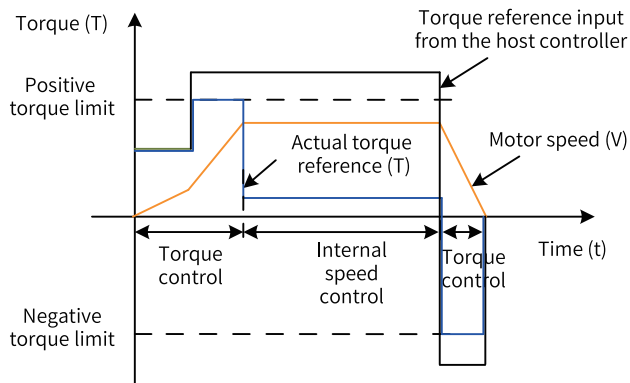 Torque (T)
Torque reference input
from the host controller
Positive
torque limit
Actual torque
reference (T)
Motor speed (V)
Torque
control
Internal
speed
control
Torque
control
Time (t)
Negative
torque limit